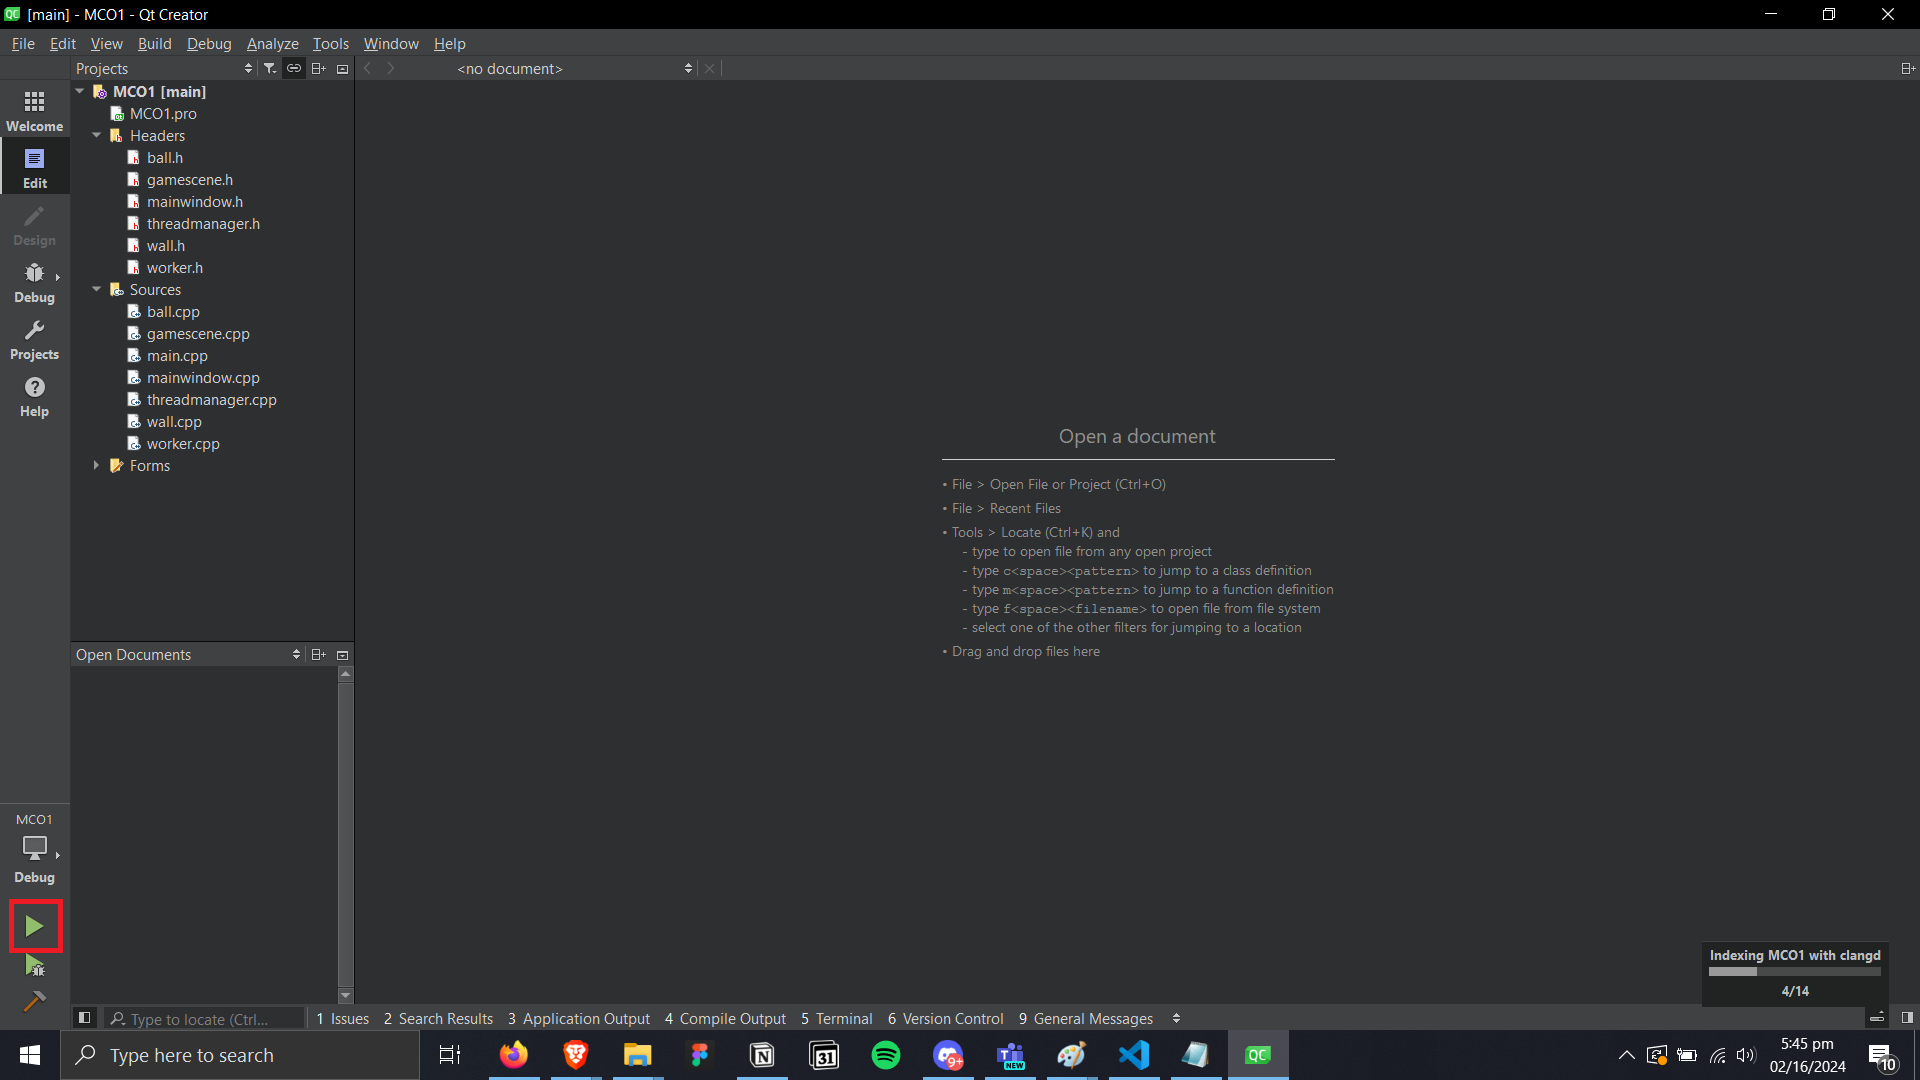 QC [main] - MCO1 - Qt Creator
File Edit View Build Debug Analyze Tools Window Help
Projects <no document>
MCO1 [main]
MCO1.pro
Headers
ball.h
gamescene.h
mainwindow.h
threadmanager.h
wall.h
worker.h
Sources
ball.cpp
gamescene.cpp
main.cpp
mainwindow.cpp
threadmanager.cpp
wall.cpp
worker.cpp
Forms
Welcome
Edit
Design
Debug
Projects
Help
Open a document
• File > Open File or Project (Ctrl+O)
• File > Recent Files
• Tools > Locate (Ctrl+K) and
- type to open file from any open project
- type c<space><pattern> to jump to a class definition
- type m<space><pattern> to jump to a function definition
- type f<space><filename> to open file from file system
- select one of the other filters for jumping to a location
• Drag and drop files here
Open Documents
MCO1
Debug
Indexing MCO1 with clangd
4/14
Type to locate (Ctrl... 1 Issues 2 Search Results 3 Application Output 4 Compile Output 5 Terminal 6 Version Control 9 General Messages
Type here to search
31
9+
NEW
QC
5:45 pm
02/16/2024
10